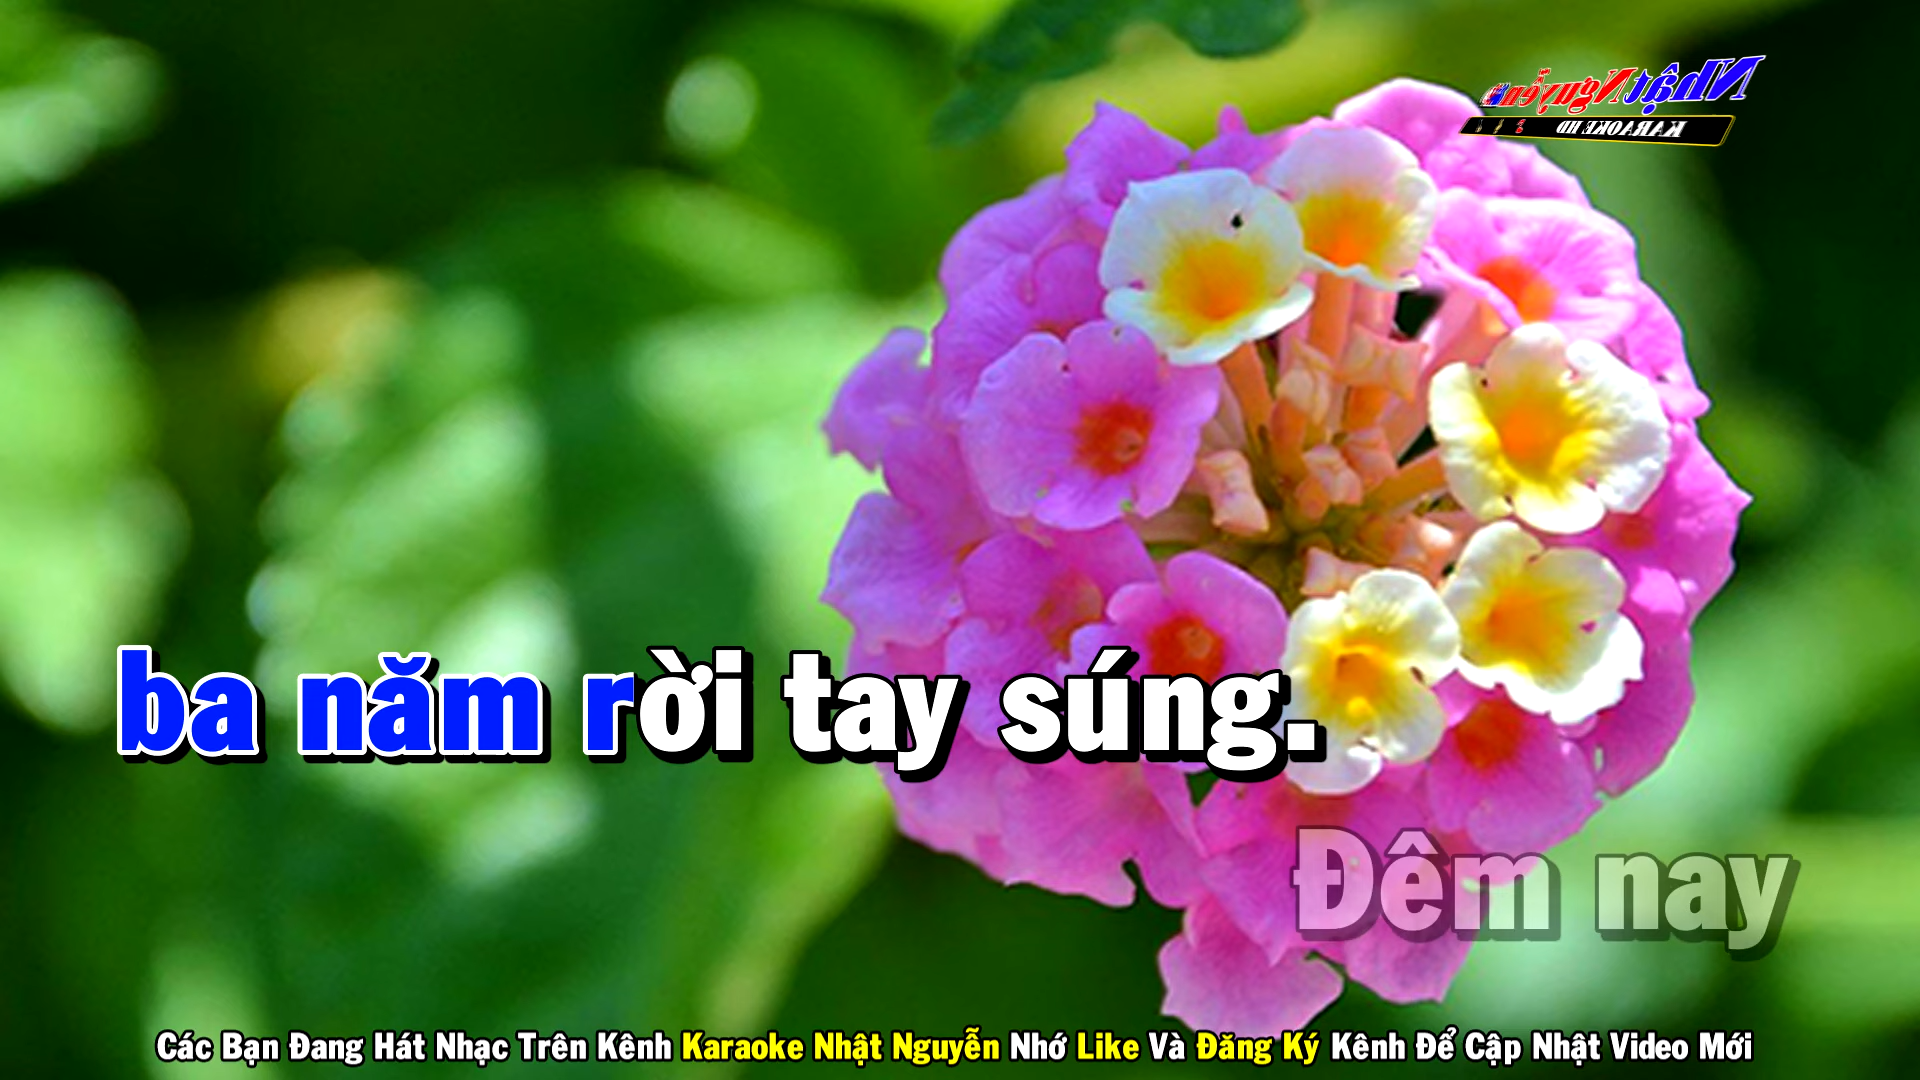 Nhật Nguyễn
KARAOKE HD
ba năm rời tay súng.
Đêm nay
Các Bạn Đang Hát Nhạc Trên Kênh Karaoke Nhật Nguyễn Nhớ Like Và Đăng Ký Kênh Để Cập Nhật Video Mới